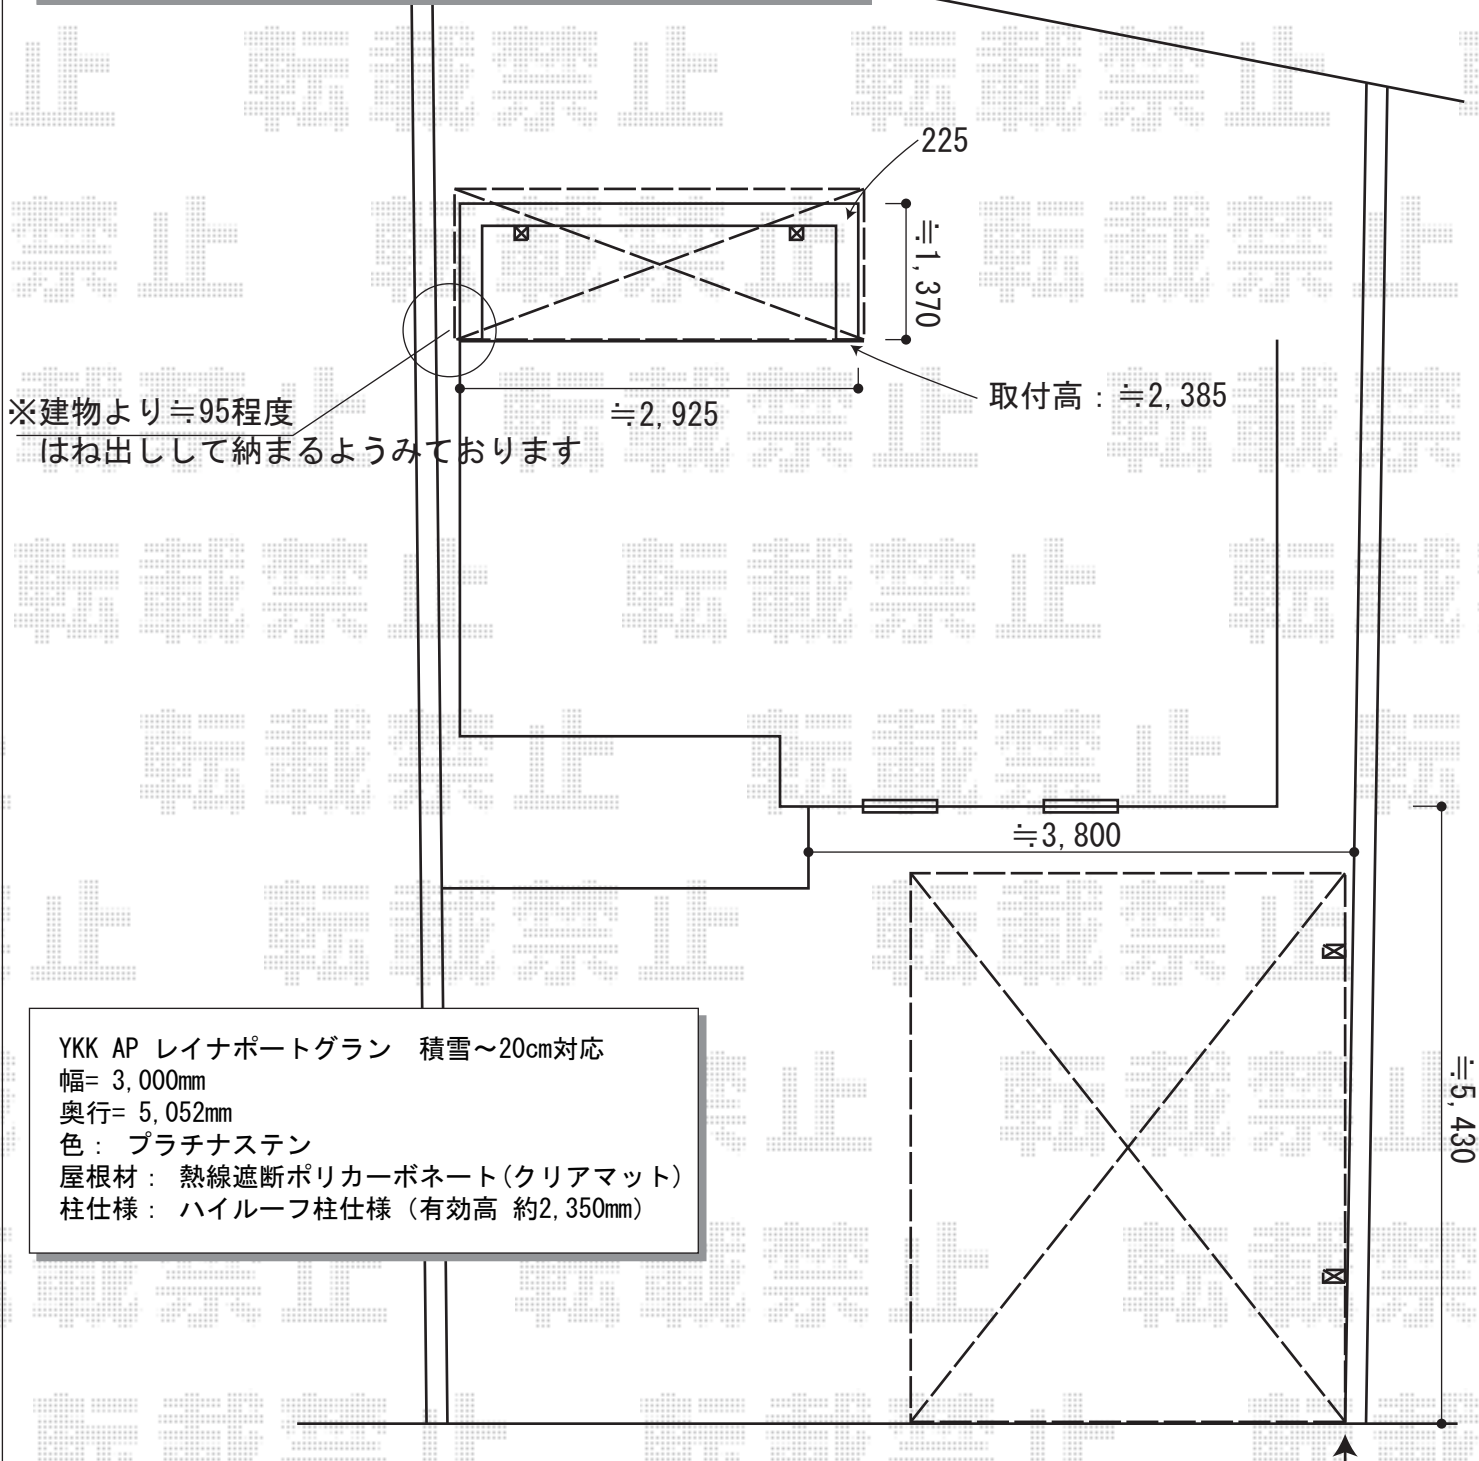 225
≒1,370
取付高：≒2,385
≒2,925
※建物より≒95程度
はね出しして納まるようみております
≒3,800
≒5,430
YKK AP レイナポートグラン　積雪～20cm対応
幅= 3,000mm
奥行= 5,052mm
色： プラチナステン
屋根材： 熱線遮断ポリカーボネート(クリアマット)
柱仕様： ハイルーフ柱仕様（有効高 約2,350mm）
転載禁止